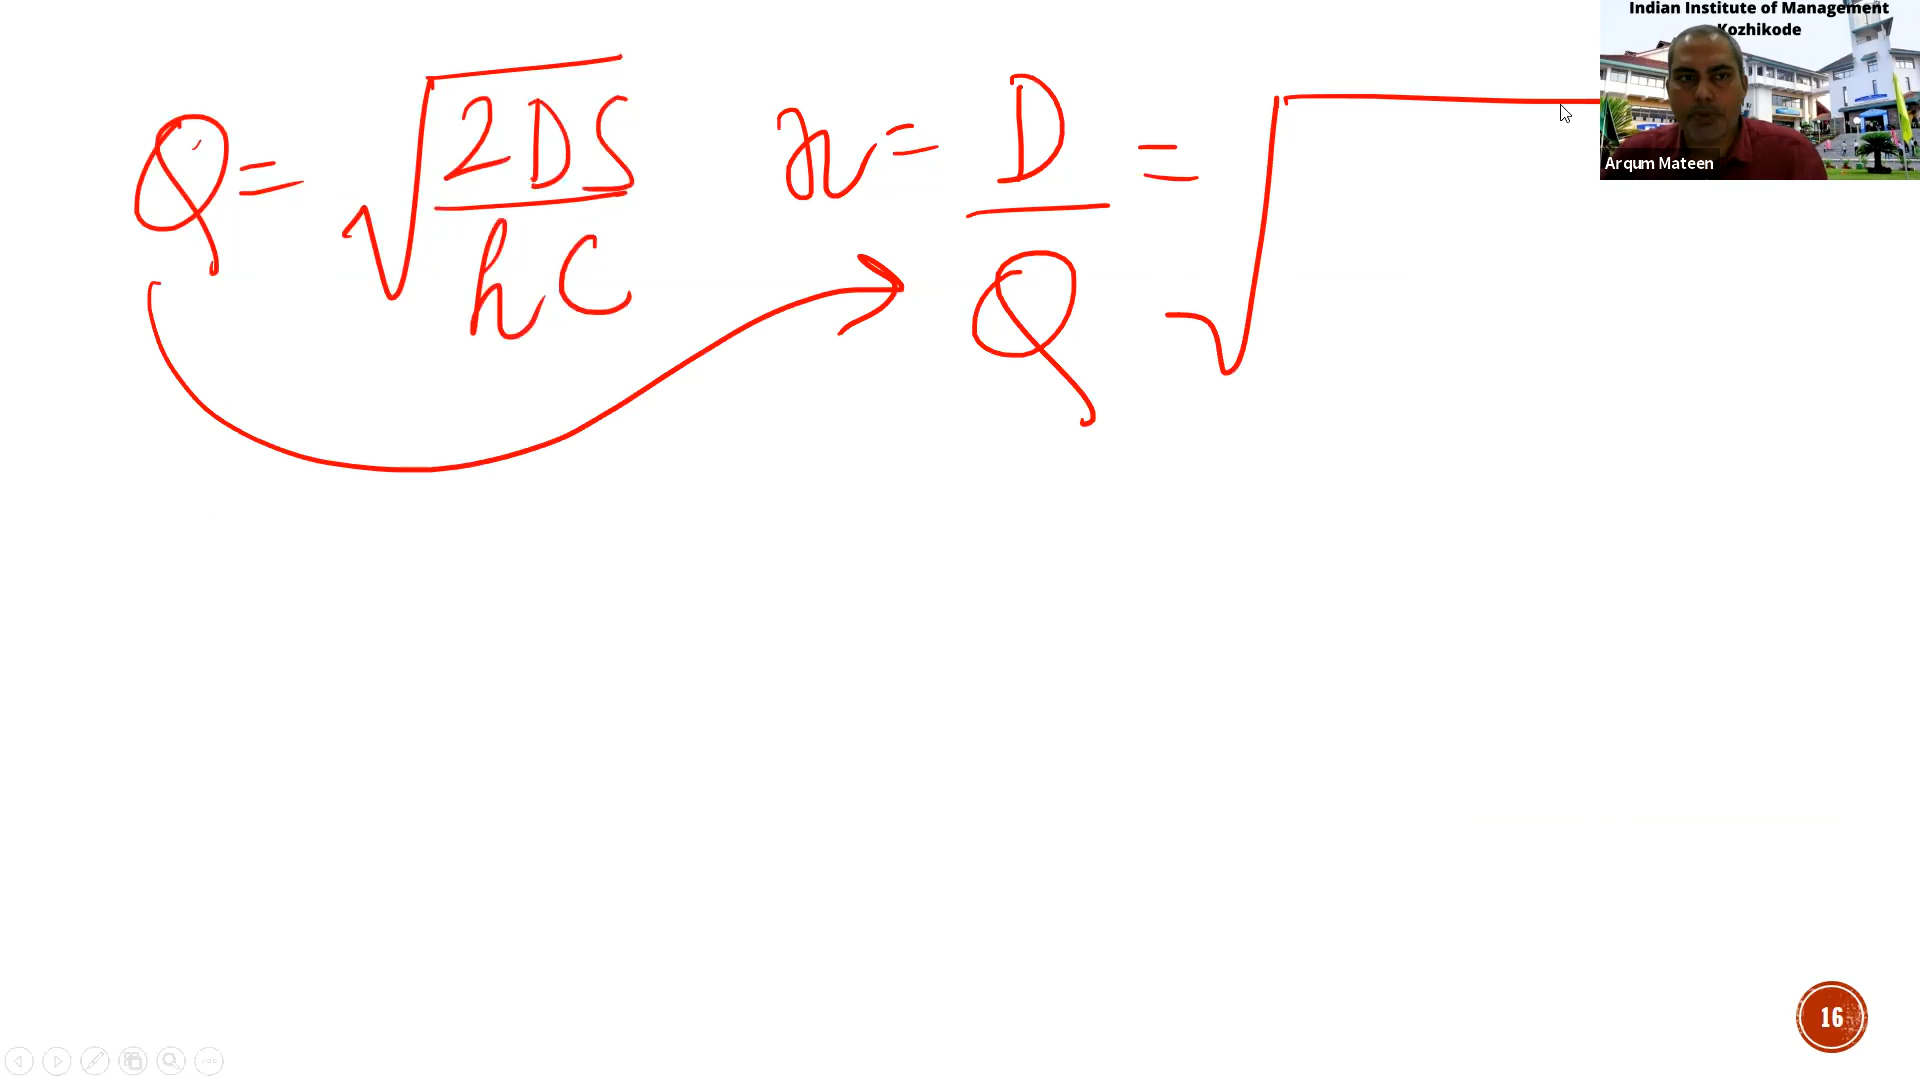 Indian Institute of Management
Kozhikode
Arqum Mateen
Q = √(2DS / hC)
n = D / Q = √
16